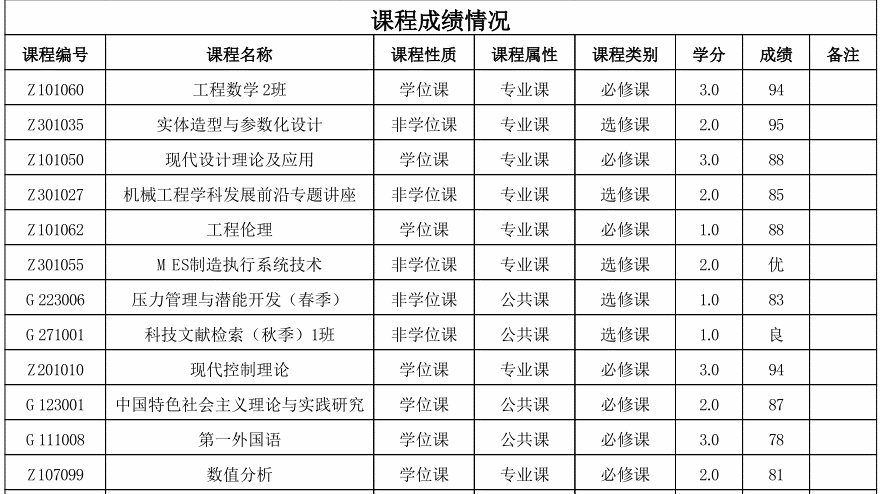 课程成绩情况
课程编号 课程名称 课程性质 课程属性 课程类别 学分 成绩 备注
Z101060 工程数学2班 学位课 专业课 必修课 3.0 94
Z301035 实体造型与参数化设计 非学位课 专业课 选修课 2.0 95
Z101050 现代设计理论及应用 学位课 专业课 必修课 3.0 88
Z301027 机械工程学科发展前沿专题讲座 非学位课 专业课 选修课 2.0 85
Z101062 工程伦理 学位课 专业课 必修课 1.0 88
Z301055 MES制造执行系统技术 非学位课 专业课 选修课 2.0 优
G223006 压力管理与潜能开发（春季） 非学位课 公共课 选修课 1.0 83
G271001 科技文献检索（秋季）1班 非学位课 公共课 选修课 1.0 良
Z201010 现代控制理论 学位课 专业课 必修课 3.0 94
G123001 中国特色社会主义理论与实践研究 学位课 公共课 必修课 2.0 87
G111008 第一外国语 学位课 公共课 必修课 3.0 78
Z107099 数值分析 学位课 专业课 必修课 2.0 81